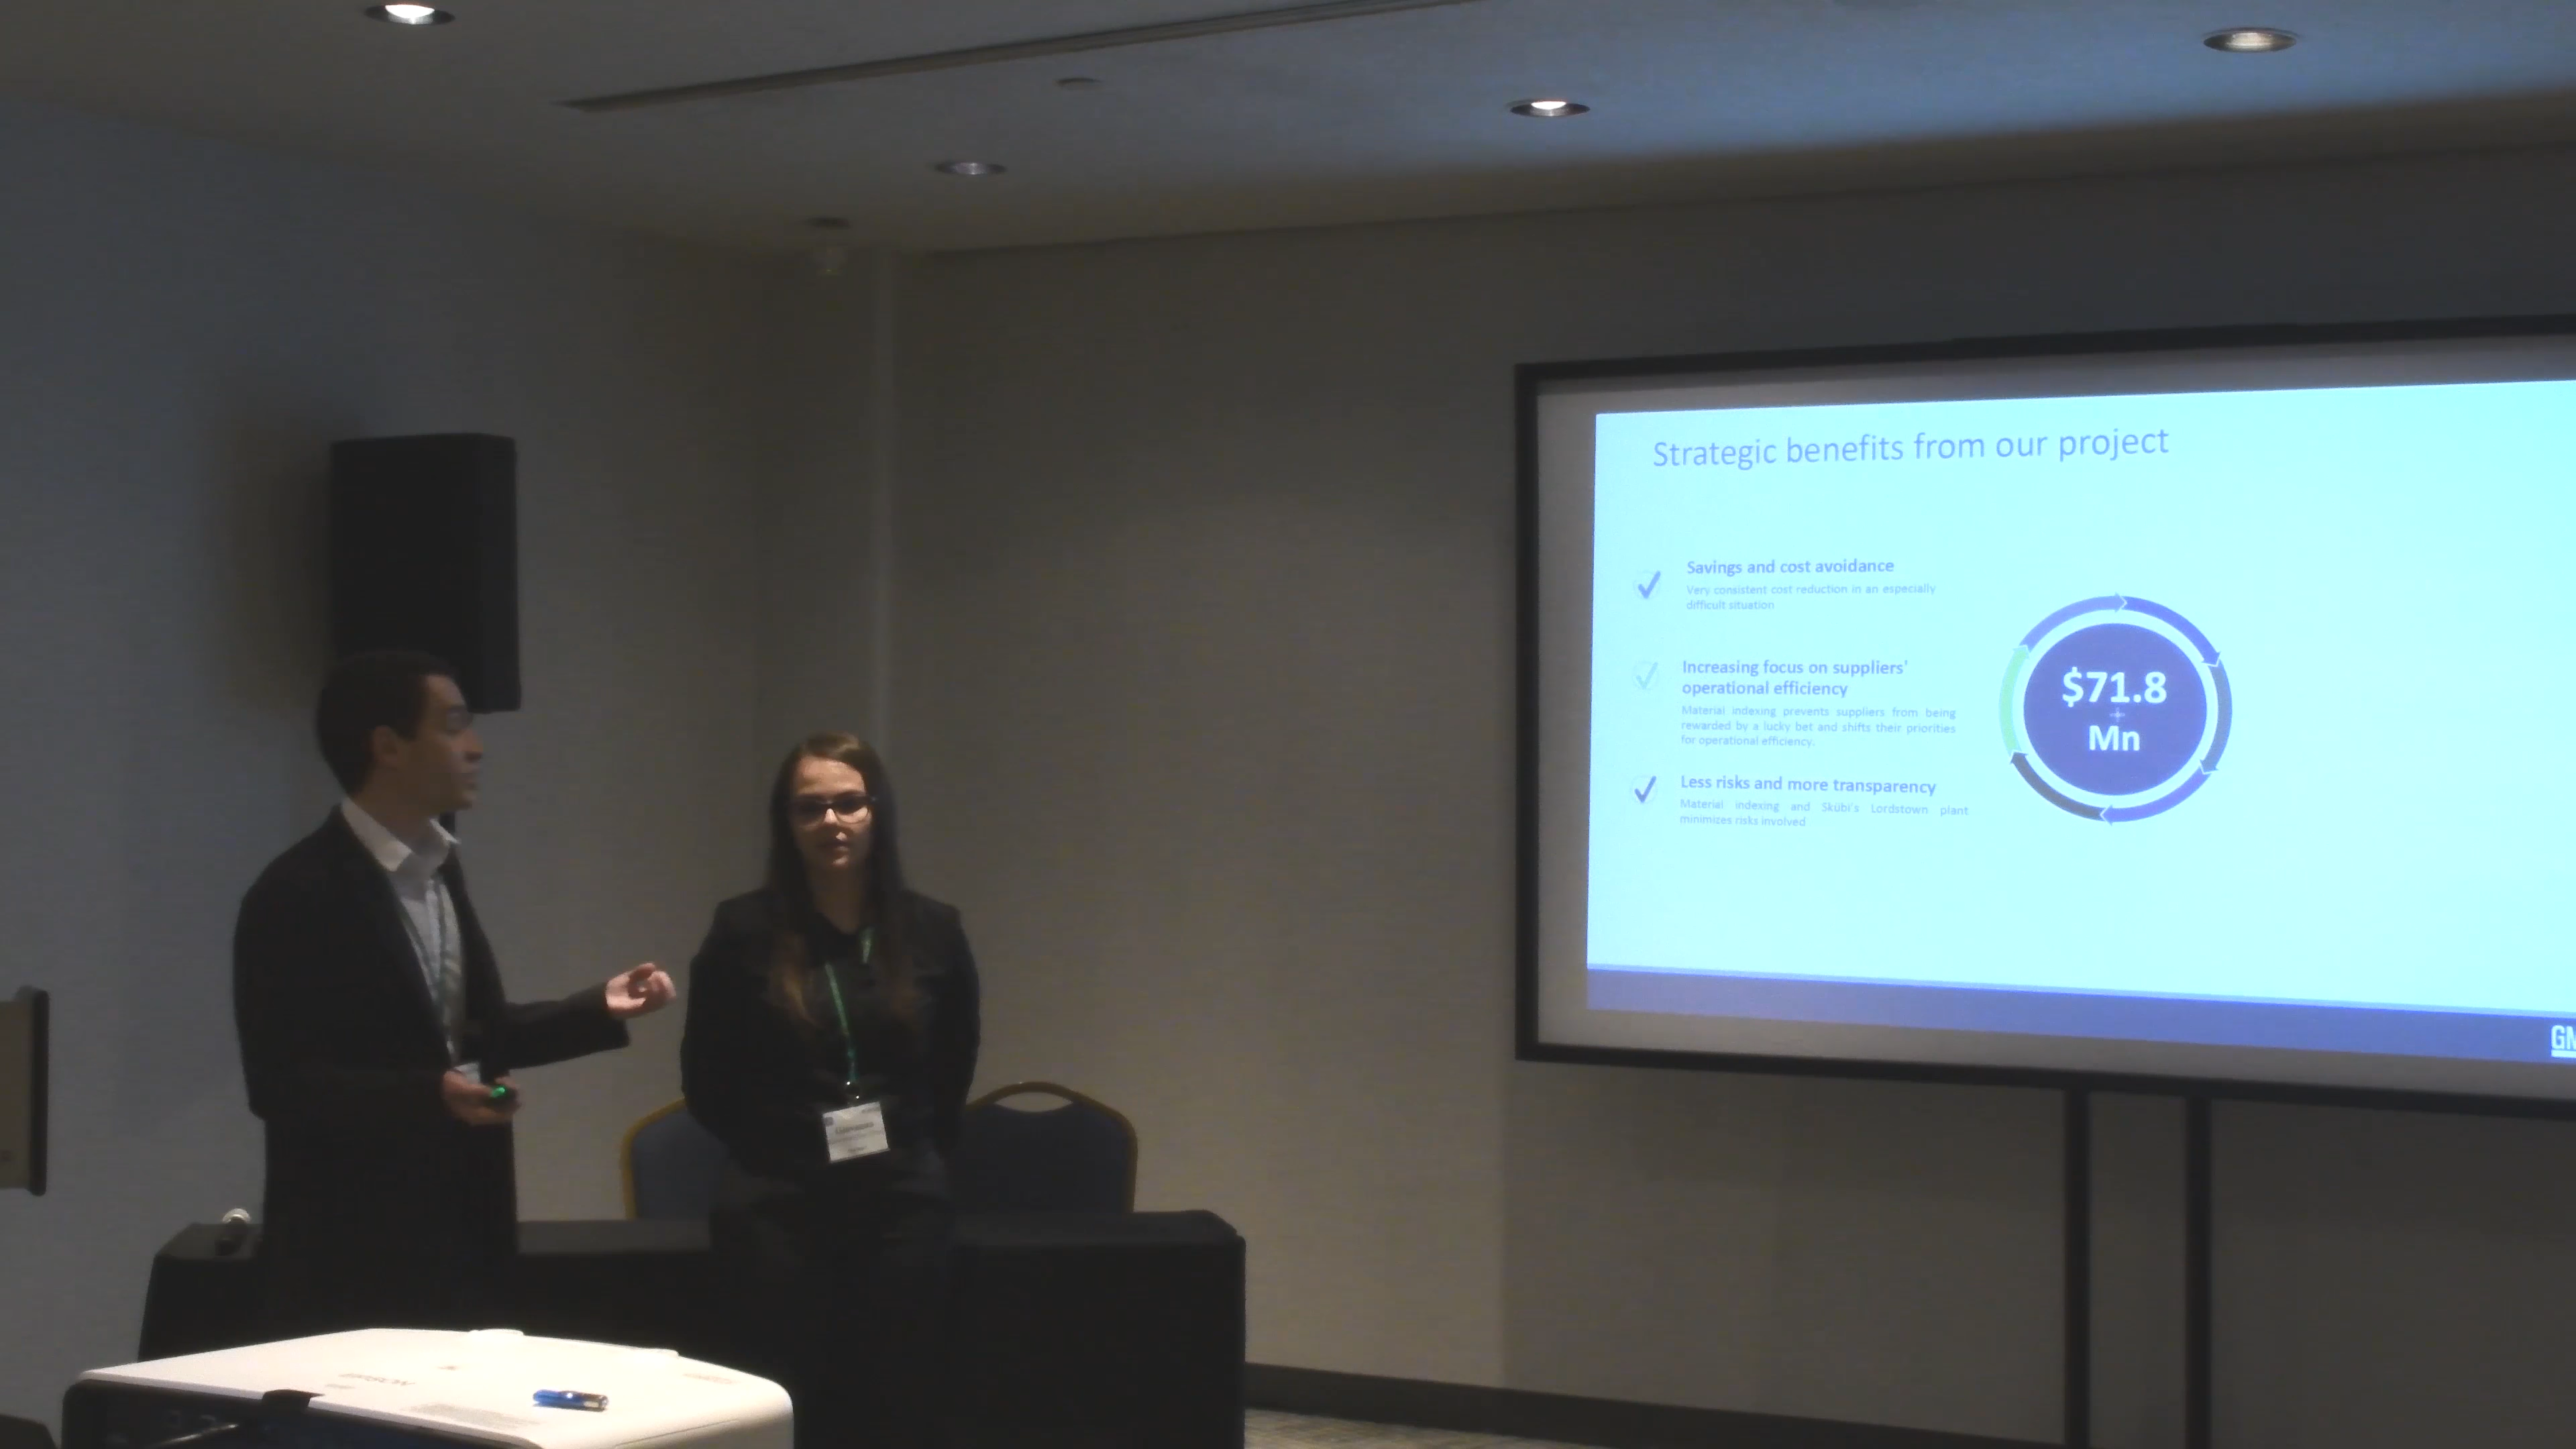 Strategic benefits from our project
Savings and cost avoidance
Very consistent cost reduction in an especially
difficult situation
Increasing focus on suppliers'
operational efficiency
Material indexing prevents suppliers from being
rewarded by a lucky bet and shifts their priorities
for operational efficiency.
Less risks and more transparency
Material indexing and Skübi's Lordstown plant
minimizes risks involved
$71.8
Mn
GM
EPSON